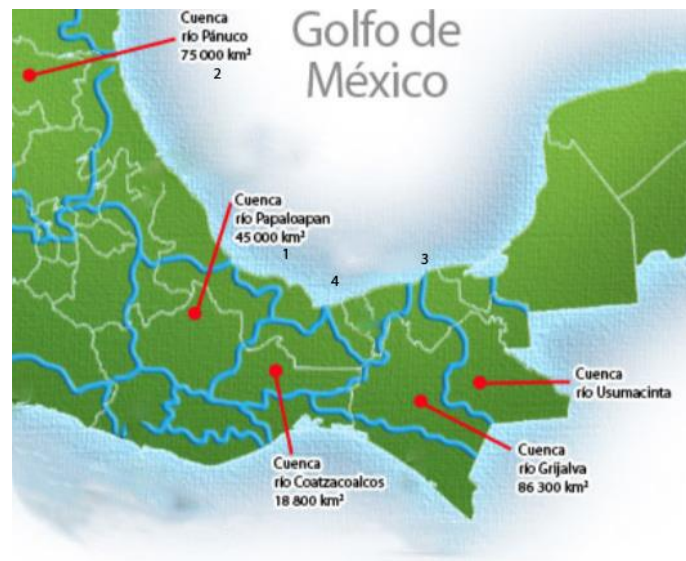 Cuenca
río Pánuco
75 000 km²
2
Golfo de
México
Cuenca
río Papaloapan
45 000 km²
1
4
3
Cuenca
río Usumacinta
Cuenca
río Grijalva
86 300 km²
Cuenca
río Coatzacoalcos
18 800 km²